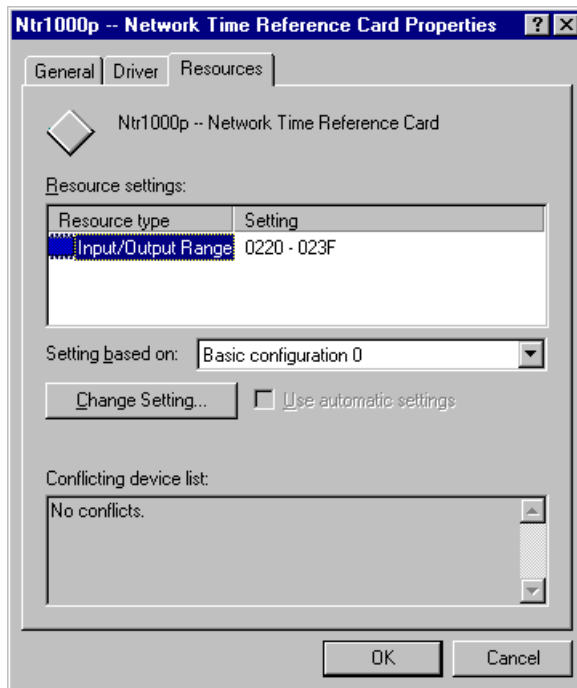 Ntr1000p -- Network Time Reference Card Properties
General Driver Resources
Ntr1000p -- Network Time Reference Card
Resource settings:
Resource type Setting
Input/Output Range 0220 - 023F
Setting based on: Basic configuration 0
Change Setting... Use automatic settings
Conflicting device list:
No conflicts.
OK Cancel